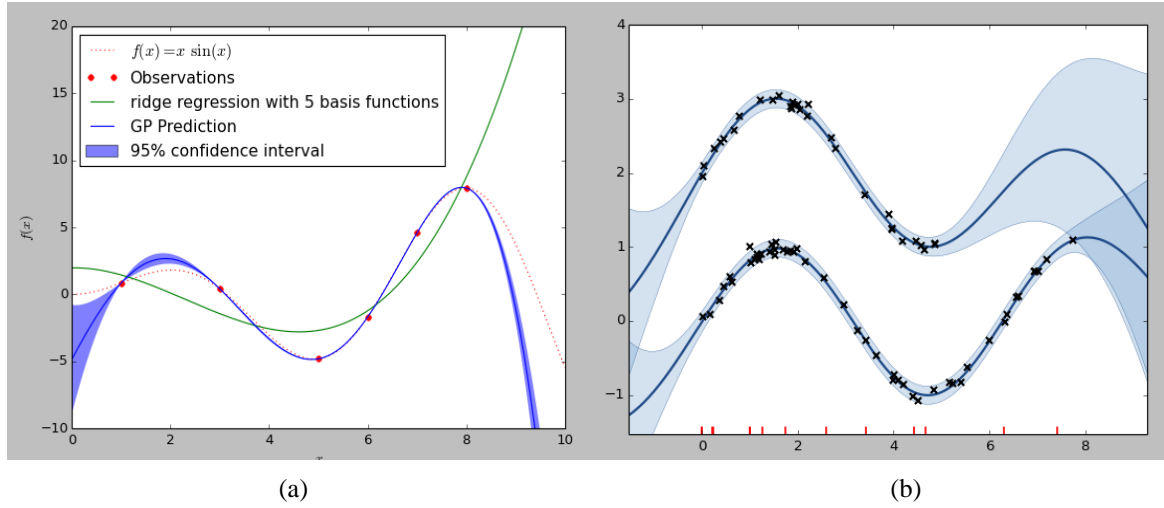 20
15
10
5
0
−5
−10
f(x)
f(x) = x sin(x)
Observations
ridge regression with 5 basis functions
GP Prediction
95% confidence interval
0 2 4 6 8 10
x
(a)
4
3
2
1
0
−1
0 2 4 6 8
(b)